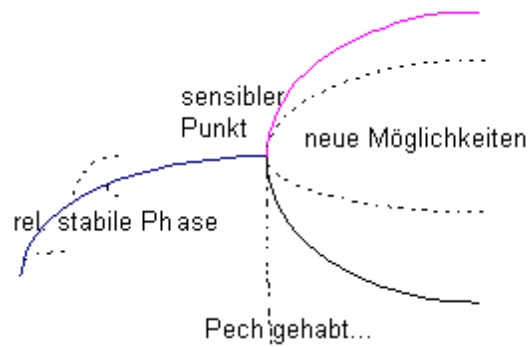 sensibler
Punkt
neue Möglichkeiten
rel. stabile Phase
Pech gehabt...